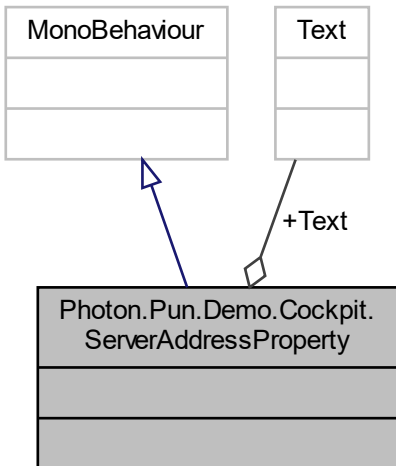 MonoBehaviour
Text
+Text
Photon.Pun.Demo.Cockpit.
ServerAddressProperty